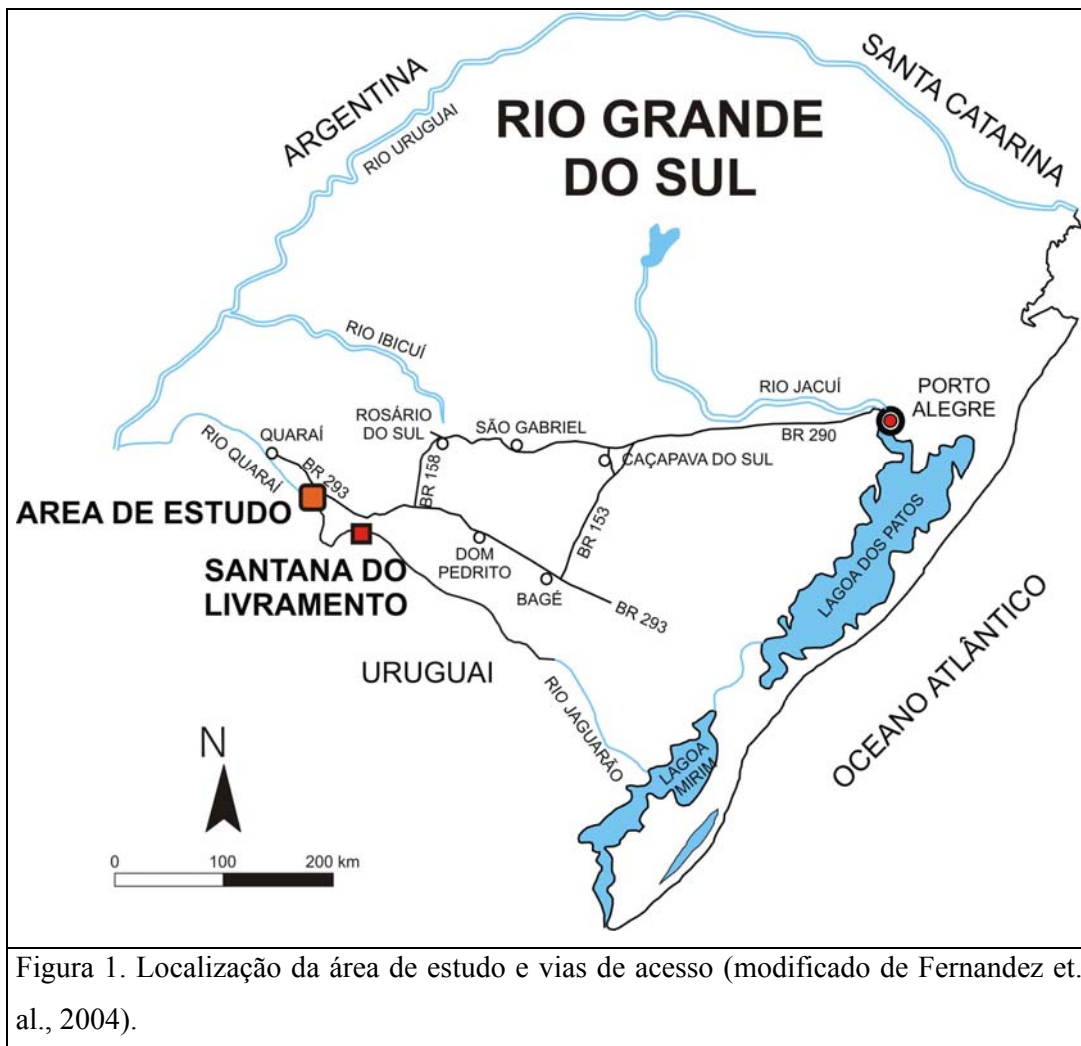 ARGENTINA
RIO URUGUAI
SANTA CATARINA
RIO GRANDE
DO SUL
RIO IBICUÍ
RIO JACUÍ
PORTO
ALEGRE
ROSÁRIO
DO SUL
SÃO GABRIEL
BR 290
QUARAÍ
RIO QUARAÍ
BR 293
BR 158
CAÇAPAVA DO SUL
AREA DE ESTUDO
BR 153
DOM
PEDRITO
SANTANA DO
LIVRAMENTO
BAGÉ
BR 293
LAGOA DOS PATOS
URUGUAI
RIO JAGUARÃO
OCEANO ATLÂNTICO
LAGOA
MIRIM
N
0 100 200 km
Figura 1. Localização da área de estudo e vias de acesso (modificado de Fernandez et.
al., 2004).